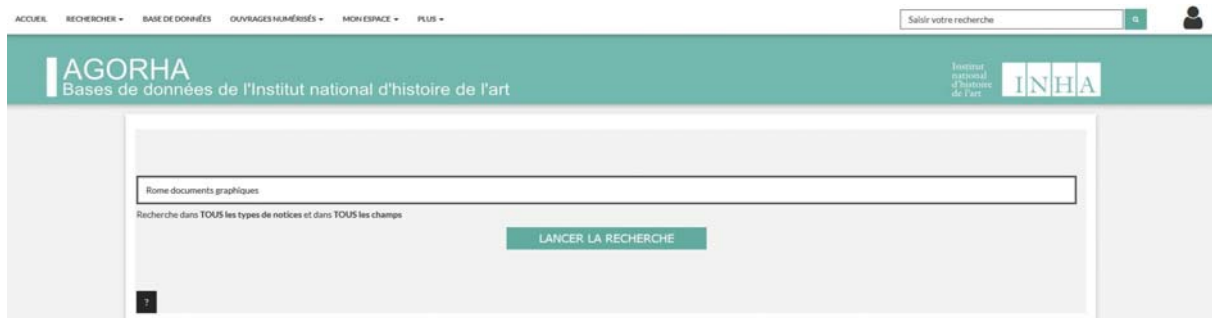 ACCUEIL RECHERCHER BASE DE DONNÉES OUVRAGES NUMÉRISÉS MON ESPACE PLUS Saisir votre recherche
AGORHA
Bases de données de l'Institut national d'histoire de l'art
Institut
national
d'histoire
de l'art
INHA
Rome documents graphiques
Recherche dans TOUS les types de notices et dans TOUS les champs
LANCER LA RECHERCHE
?